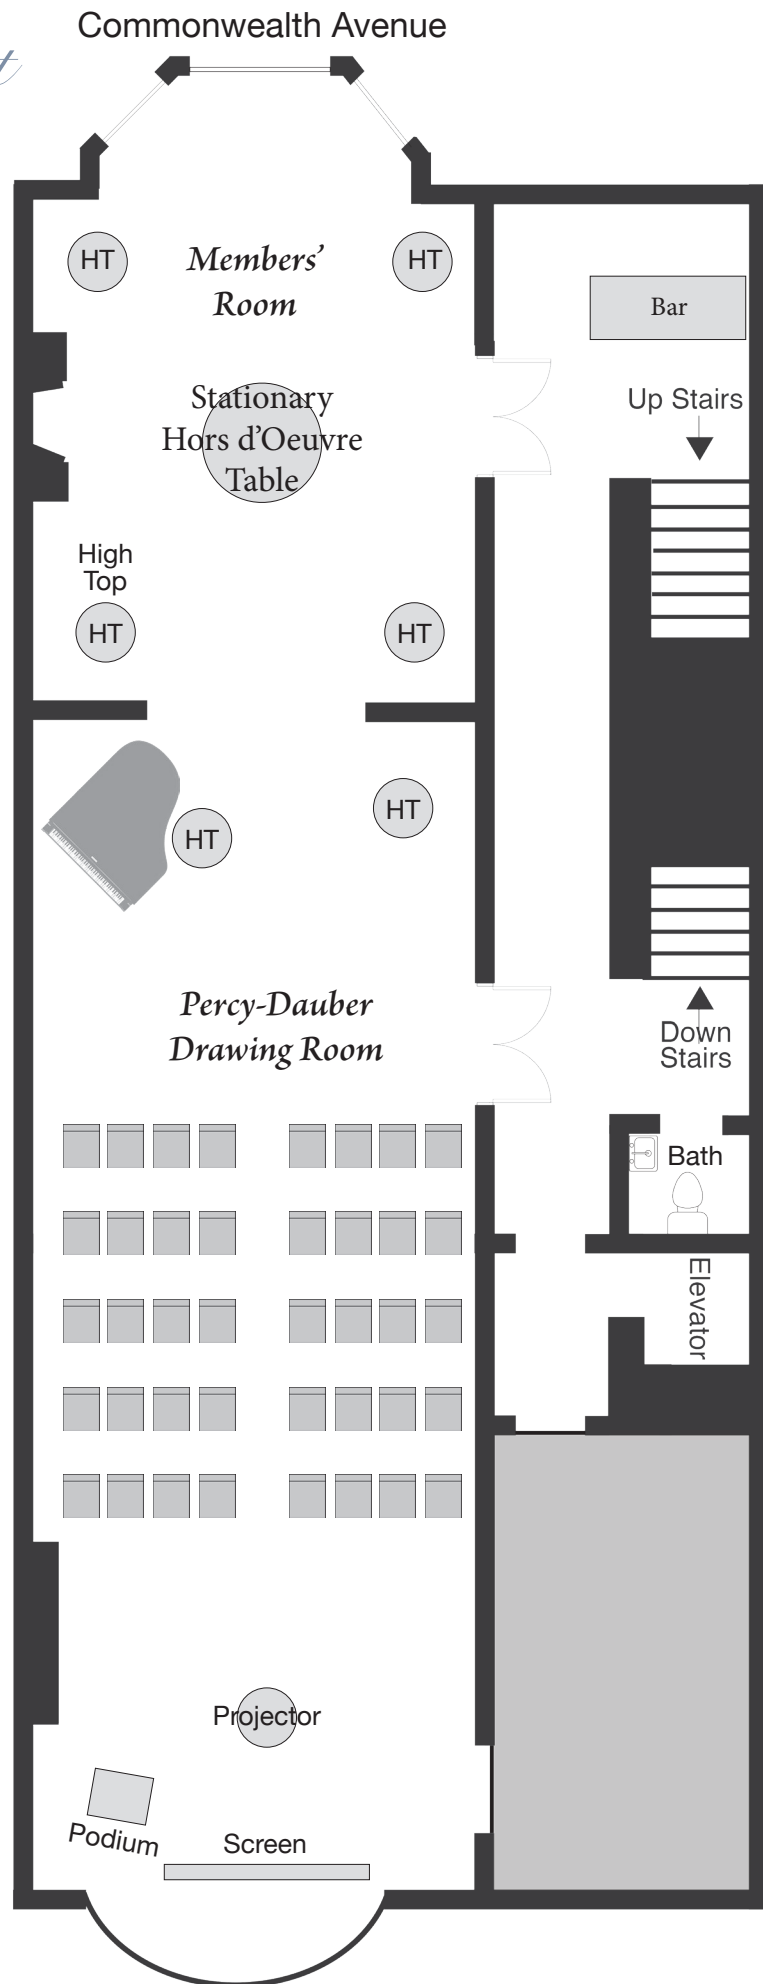 Commonwealth Avenue
HT
Members’
Room
HT
Bar
Stationary
Hors d’Oeuvre
Table
Up Stairs
High
Top
HT
HT
HT
HT
Percy-Dauber
Drawing Room
Down
Stairs
Bath
Elevator
Projector
Podium
Screen